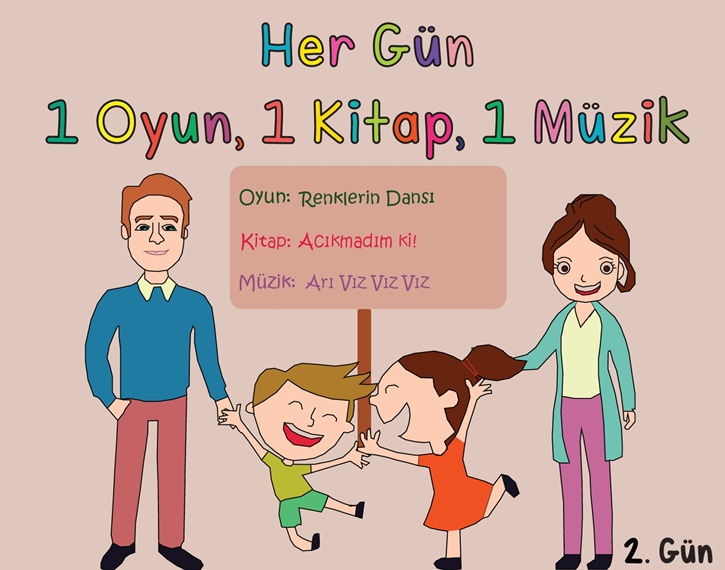 Her Gün
1 Oyun, 1 Kitap, 1 Müzik
Oyun: Renklerin Dansı
Kitap: Acıkmadım ki!
Müzik: Arı Vız Vız Vız
2. Gün